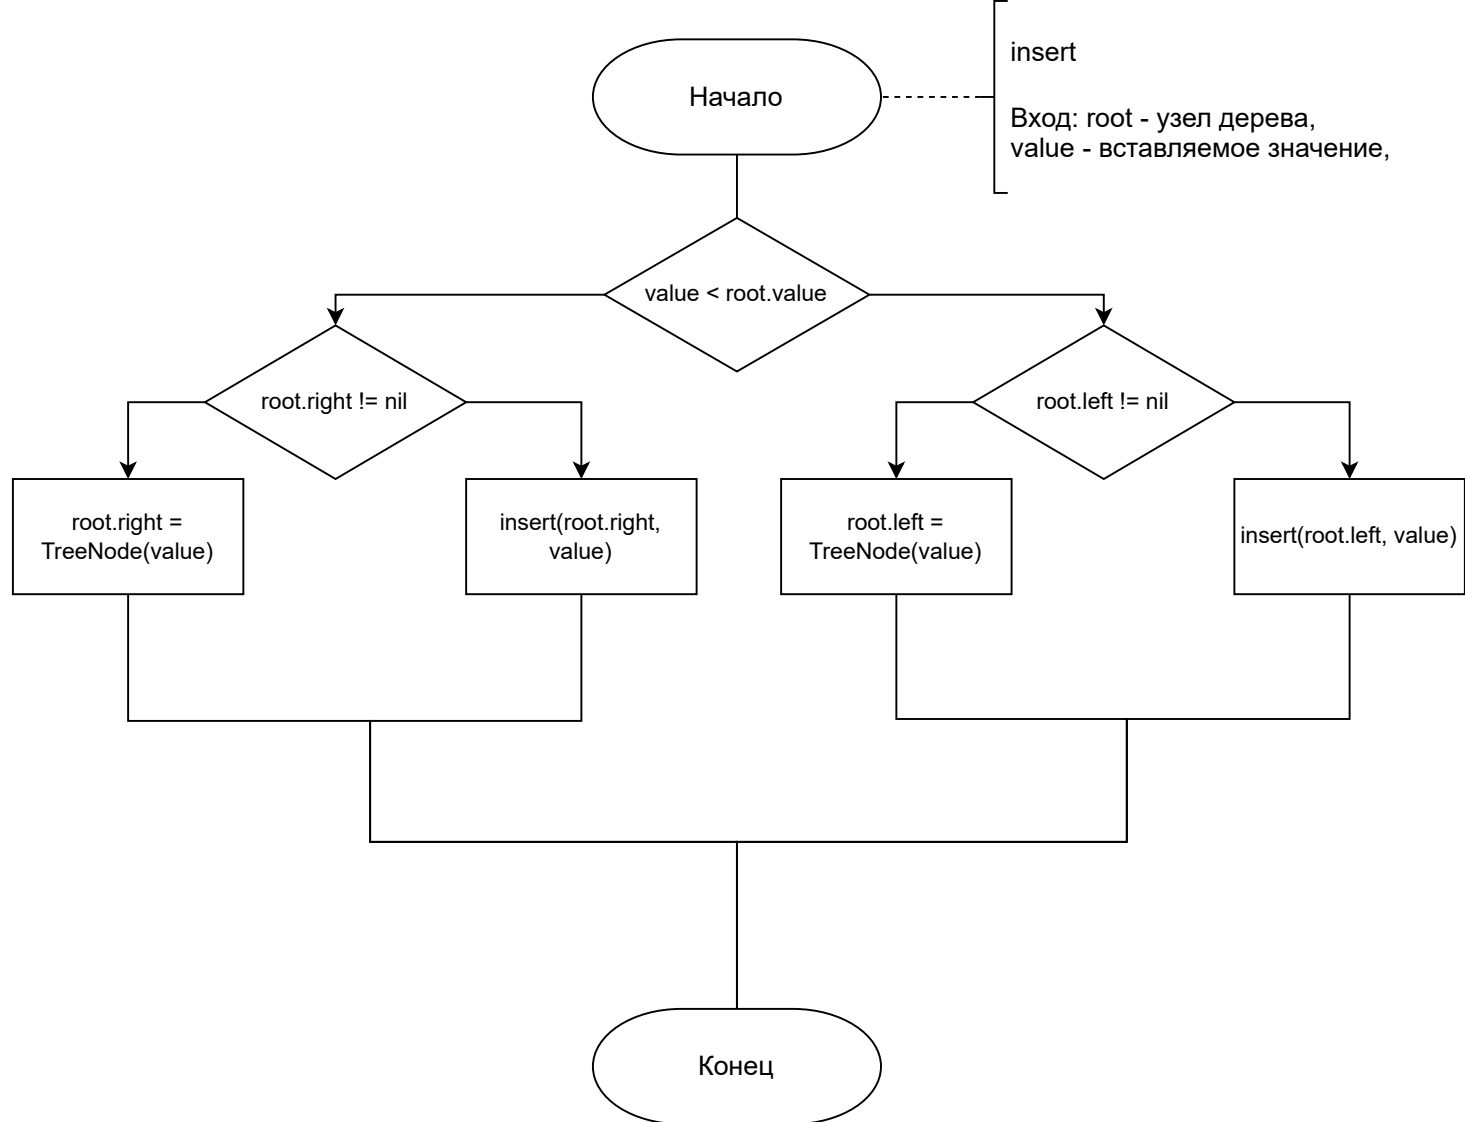 Начало
insert
Вход: root - узел дерева,
value - вставляемое значение,
value < root.value
root.right != nil
root.left != nil
root.right =
TreeNode(value)
insert(root.right,
value)
root.left =
TreeNode(value)
insert(root.left, value)
Конец